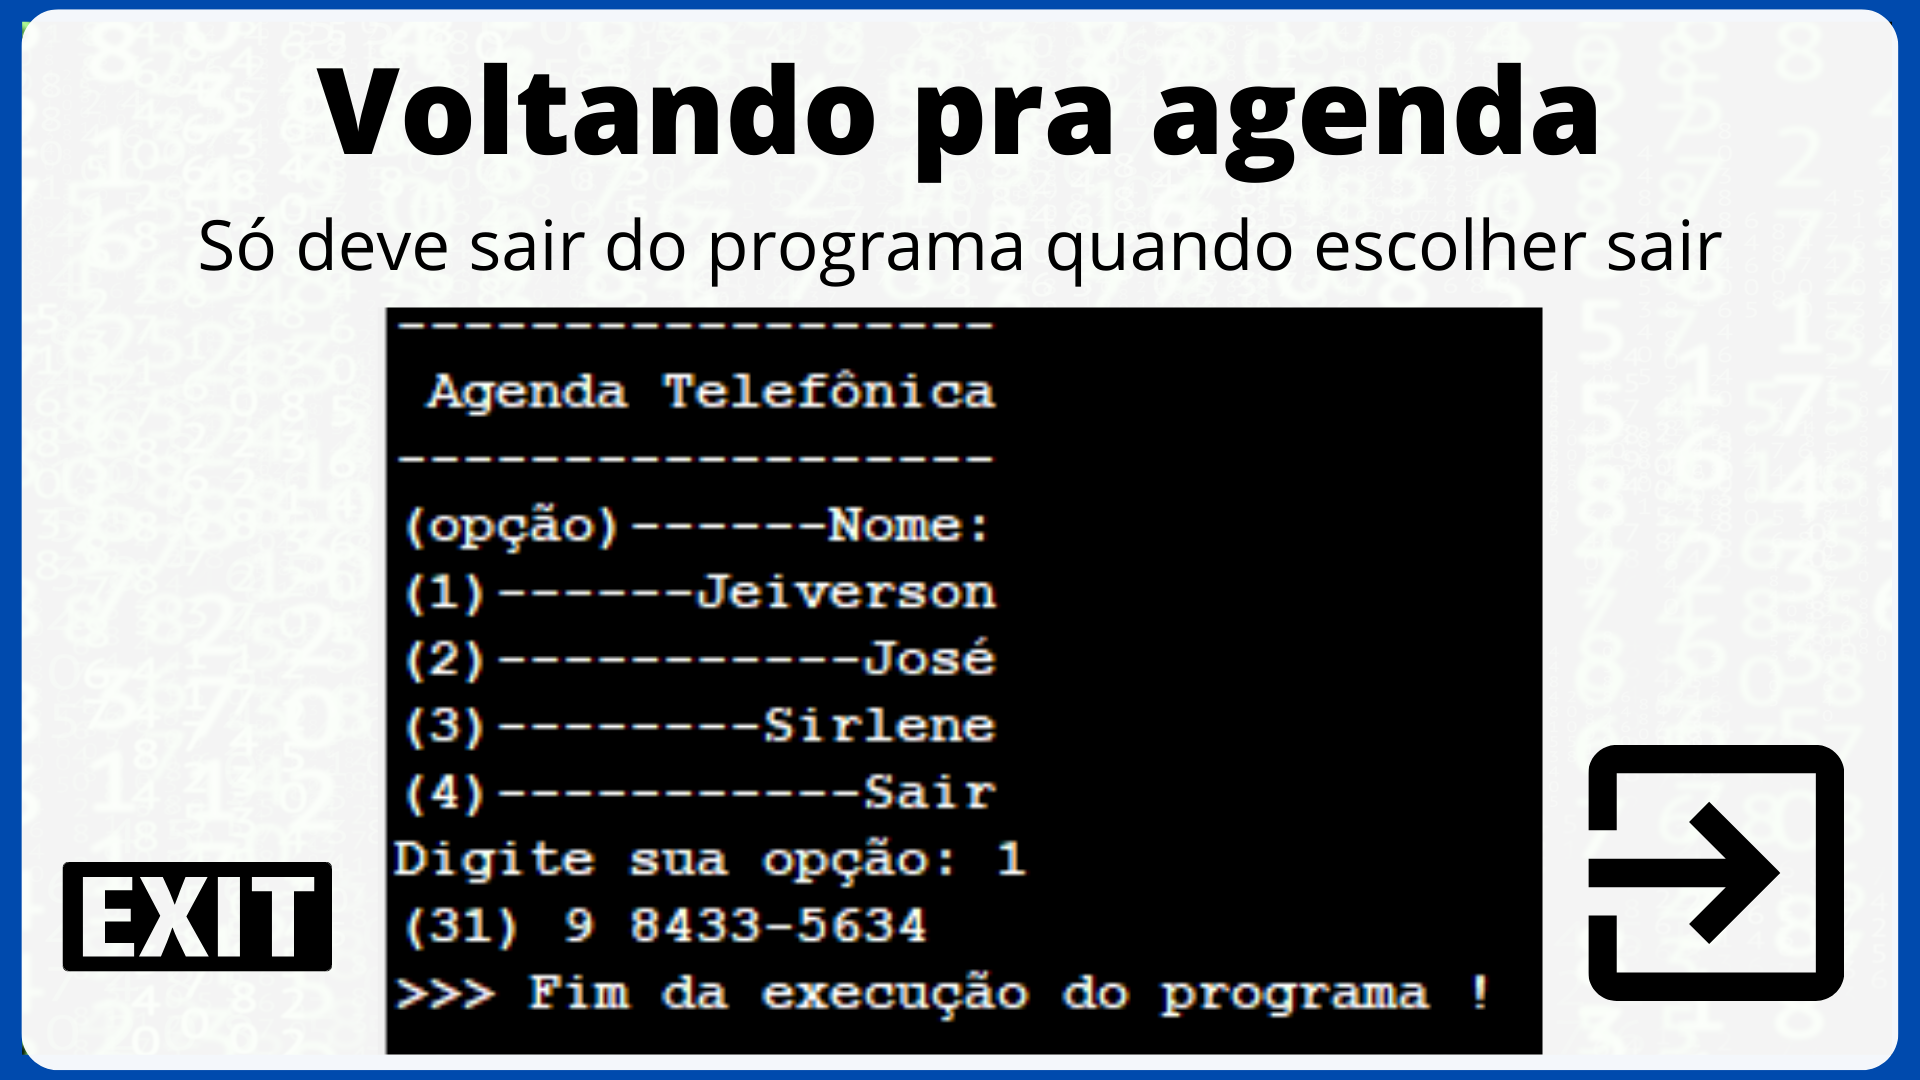 Voltando pra agenda
Só deve sair do programa quando escolher sair
------------------
Agenda Telefônica
------------------
(opção)------Nome:
(1)------Jeiverson
(2)-----------José
(3)--------Sirlene
(4)-----------Sair
Digite sua opção: 1
(31) 9 8433-5634
>>> Fim da execução do programa !
EXIT